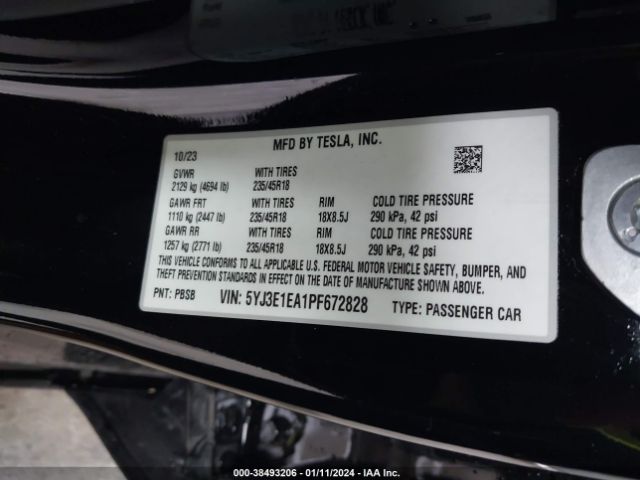 MFD BY TESLA, INC.
10/23
GVWR WITH TIRES
2129 kg (4694 lb) 235/45R18
GAWR FRT WITH TIRES RIM COLD TIRE PRESSURE
1110 kg (2447 lb) 235/45R18 18X8.5J 290 kPa, 42 psi
GAWR RR WITH TIRES RIM COLD TIRE PRESSURE
1257 kg (2771 lb) 235/45R18 18X8.5J 290 kPa, 42 psi
THIS VEHICLE CONFORMS TO ALL APPLICABLE U.S. FEDERAL MOTOR VEHICLE SAFETY, BUMPER, AND
THEFT PREVENTION STANDARDS IN EFFECT ON THE DATE OF MANUFACTURE SHOWN ABOVE.
PNT: PBSB VIN: 5YJ3E1EA1PF672828 TYPE: PASSENGER CAR
000-38493206 - 01/11/2024 - IAA Inc.